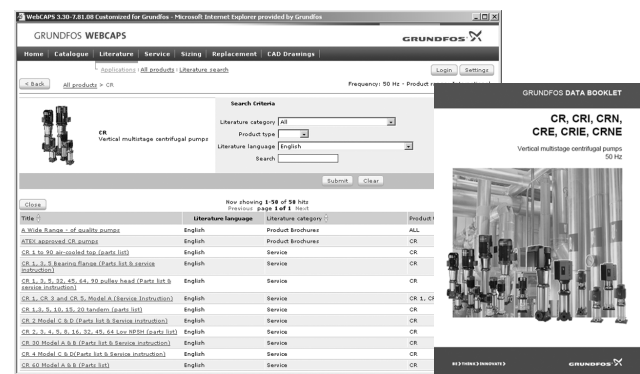 WebCAPS 3.30-7.81.08 Customized for Grundfos - Microsoft Internet Explorer provided by Grundfos
GRUNDFOS WEBCAPS
GRUNDFOS
Home Catalogue Literature Service Sizing Replacement CAD Drawings
Applications All products Literature search
Login Settings
< Back All products > CR
Frequency: 50 Hz - Product
CR
Vertical multistage centrifugal pumps
Search Criteria
Literature category All
Product type
Literature language English
Search
Submit Clear
Close
Now showing 1-50 of 50 hits
Previous page 1 of 1 Next
Title Literature language Literature category Product
A Wide Range - of quality pumps English Product Brochures ALL
ATEX approved CR pumps English Product Brochures CR
CR 1 to 90 air-cooled top (parts list) English Service CR
CR 1, 3, 5 Bearing flange (Parts list & service instruction) English Service CR
CR 1, 3, 5, 32, 45, 64, 90 pulley head (Parts list & service instruction) English Service CR
CR 1, CR 3 and CR 5, Model A (Service Instruction) English Service CR 1, CR
CR 1,3, 5, 10, 15, 20 tandem (parts list) English Service CR
CR 2 Model C & D (Parts list & Service instruction) English Service CR
CR 2, 3, 4, 5, 8, 16, 32, 45, 64 Low NPSH (parts list) English Service CR
CR 30 Model A & B (Parts list & Service instruction) English Service CR
CR 4 Model C & D(Parts list & Service instruction) English Service CR
CR 60 Model A & B (Parts list) English Service CR
GRUNDFOS DATA BOOKLET
CR, CRI, CRN,
CRE, CRIE, CRNE
Vertical multistage centrifugal pumps
50 Hz
BE > THINK > INNOVATE >
GRUNDFOS